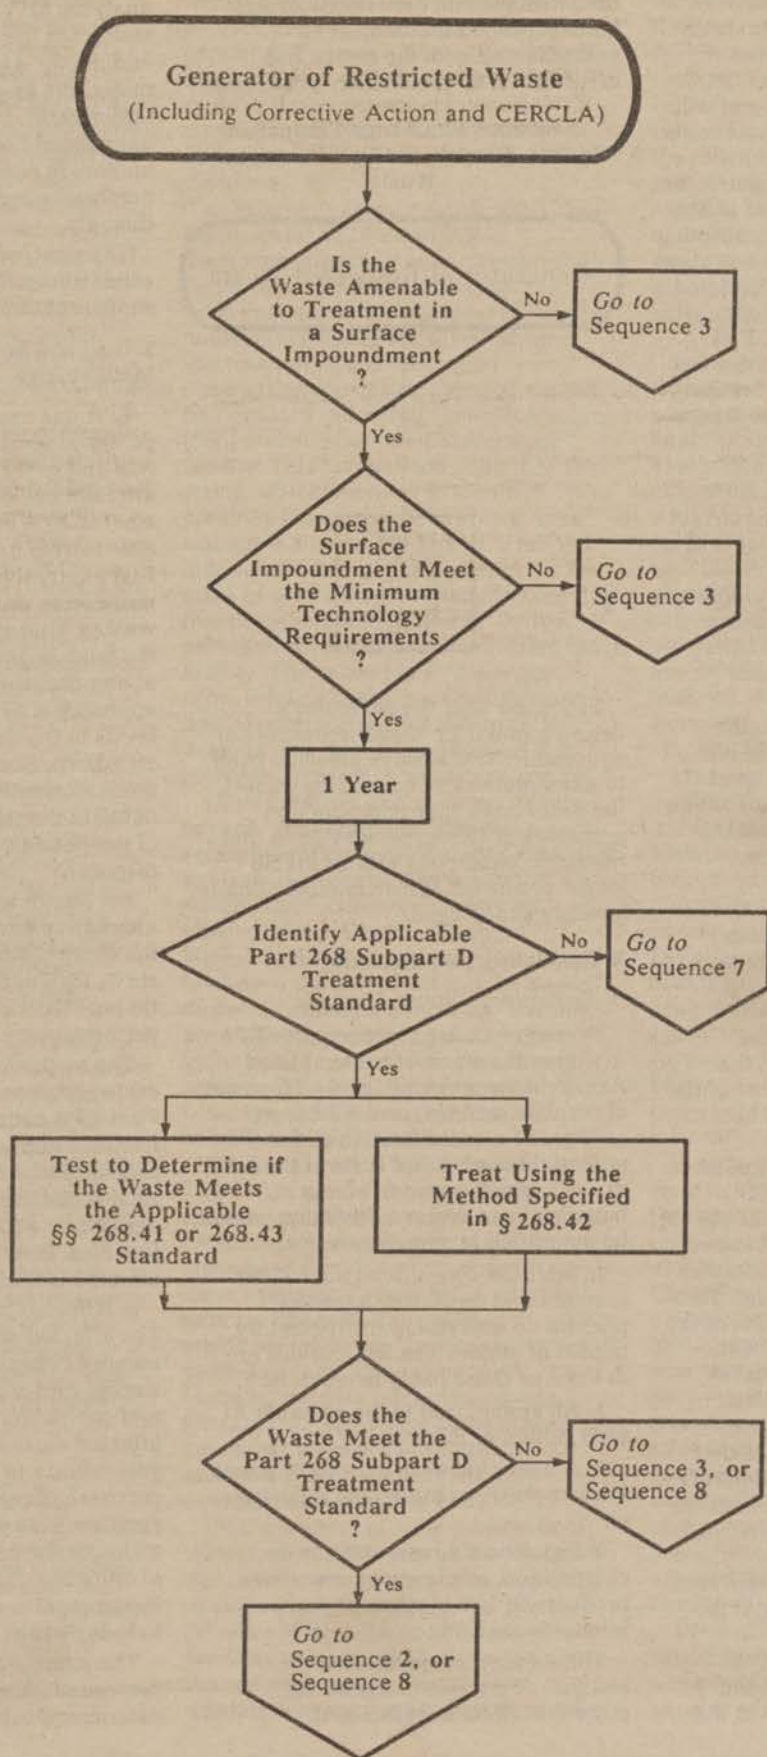 Generator of Restricted Waste
(Including Corrective Action and CERCLA)
Is the
Waste Amenable
to Treatment in
a Surface
Impoundment
?
No
Go to
Sequence 3
Yes
Does the
Surface
Impoundment Meet
the Minimum
Technology
Requirements
?
No
Go to
Sequence 3
Yes
1 Year
Identify Applicable
Part 268 Subpart D
Treatment
Standard
No
Go to
Sequence 7
Yes
Test to Determine if
the Waste Meets
the Applicable
§§ 268.41 or 268.43
Standard
Treat Using the
Method Specified
in § 268.42
Does the
Waste Meet the
Part 268 Subpart D
Treatment
Standard
?
No
Go to
Sequence 3, or
Sequence 8
Yes
Go to
Sequence 2, or
Sequence 8